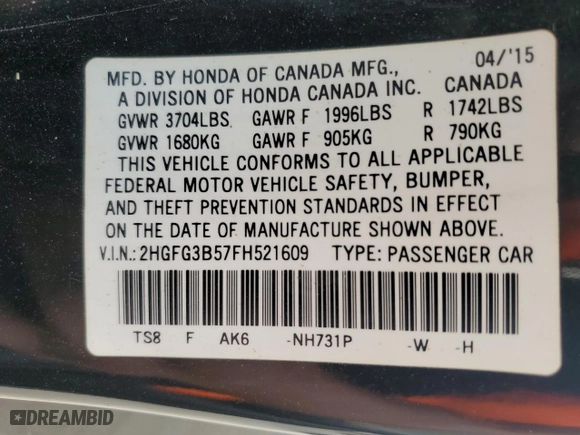 MFD. BY HONDA OF CANADA MFG., 04/'15
A DIVISION OF HONDA CANADA INC. CANADA
GVWR 3704LBS GAWR F 1996LBS R 1742LBS
GVWR 1680KG GAWR F 905KG R 790KG
THIS VEHICLE CONFORMS TO ALL APPLICABLE
FEDERAL MOTOR VEHICLE SAFETY, BUMPER,
AND THEFT PREVENTION STANDARDS IN EFFECT
ON THE DATE OF MANUFACTURE SHOWN ABOVE.
V.I.N.: 2HGFG3B57FH521609 TYPE: PASSENGER CAR
TS8 F AK6 -NH731P -W -H
DREAMBID